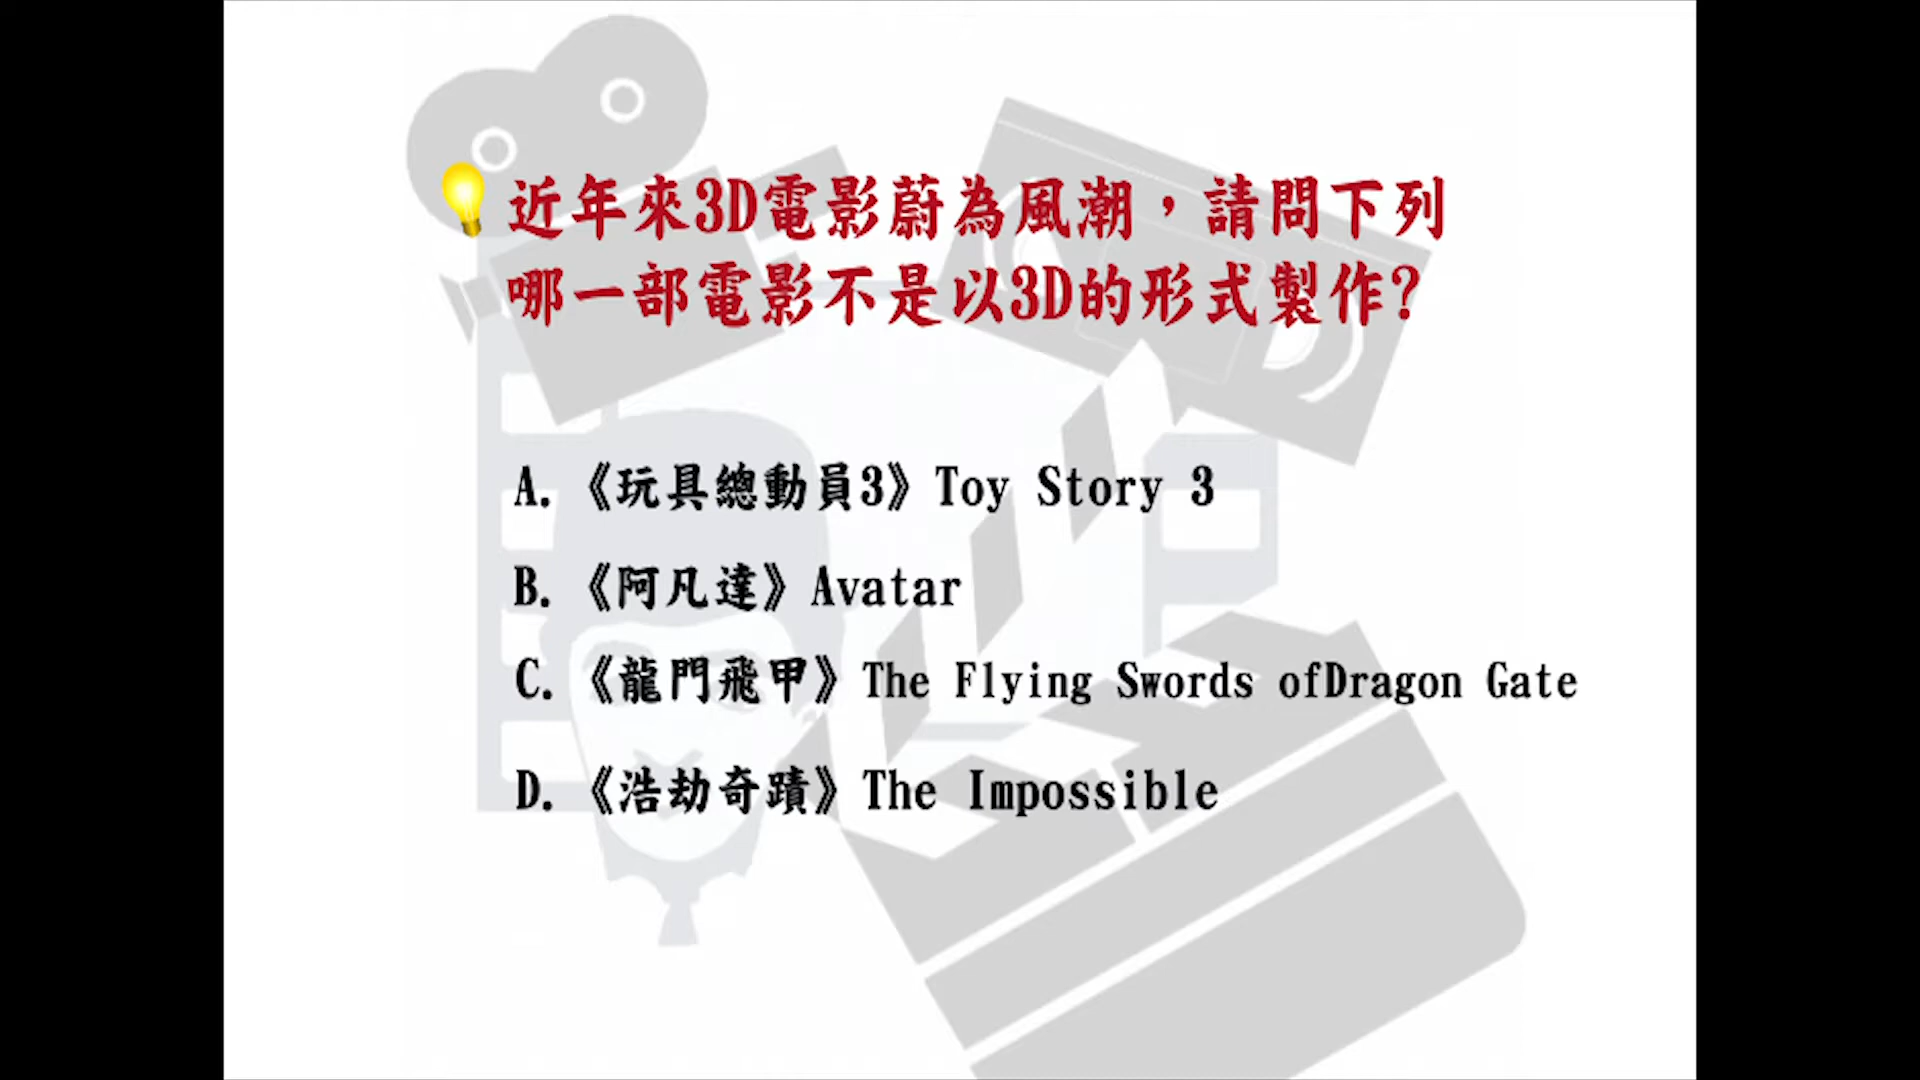 近年來3D電影蔚為風潮，請問下列
哪一部電影不是以3D的形式製作?
A.《玩具總動員3》Toy Story 3
B.《阿凡達》Avatar
C.《龍門飛甲》The Flying Swords ofDragon Gate
D.《浩劫奇蹟》The Impossible